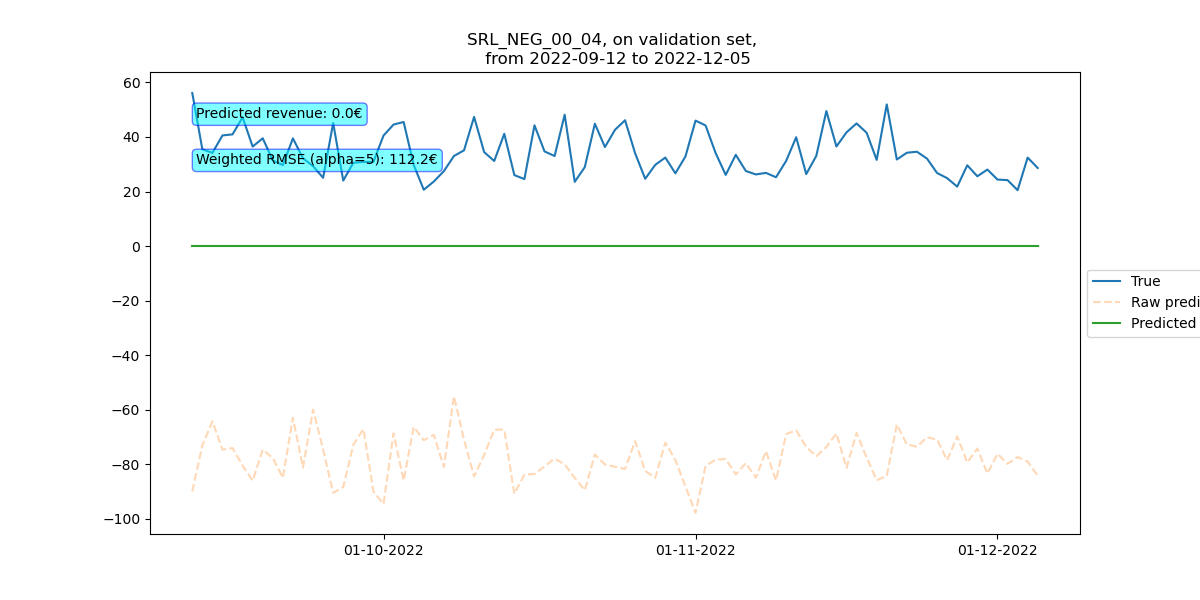 SRL_NEG_00_04, on validation set,
from 2022-09-12 to 2022-12-05
60
40
20
0
−20
−40
−60
−80
−100
Predicted revenue: 0.0€
Weighted RMSE (alpha=5): 112.2€
01-10-2022
01-11-2022
01-12-2022
True
Raw predi
Predicted